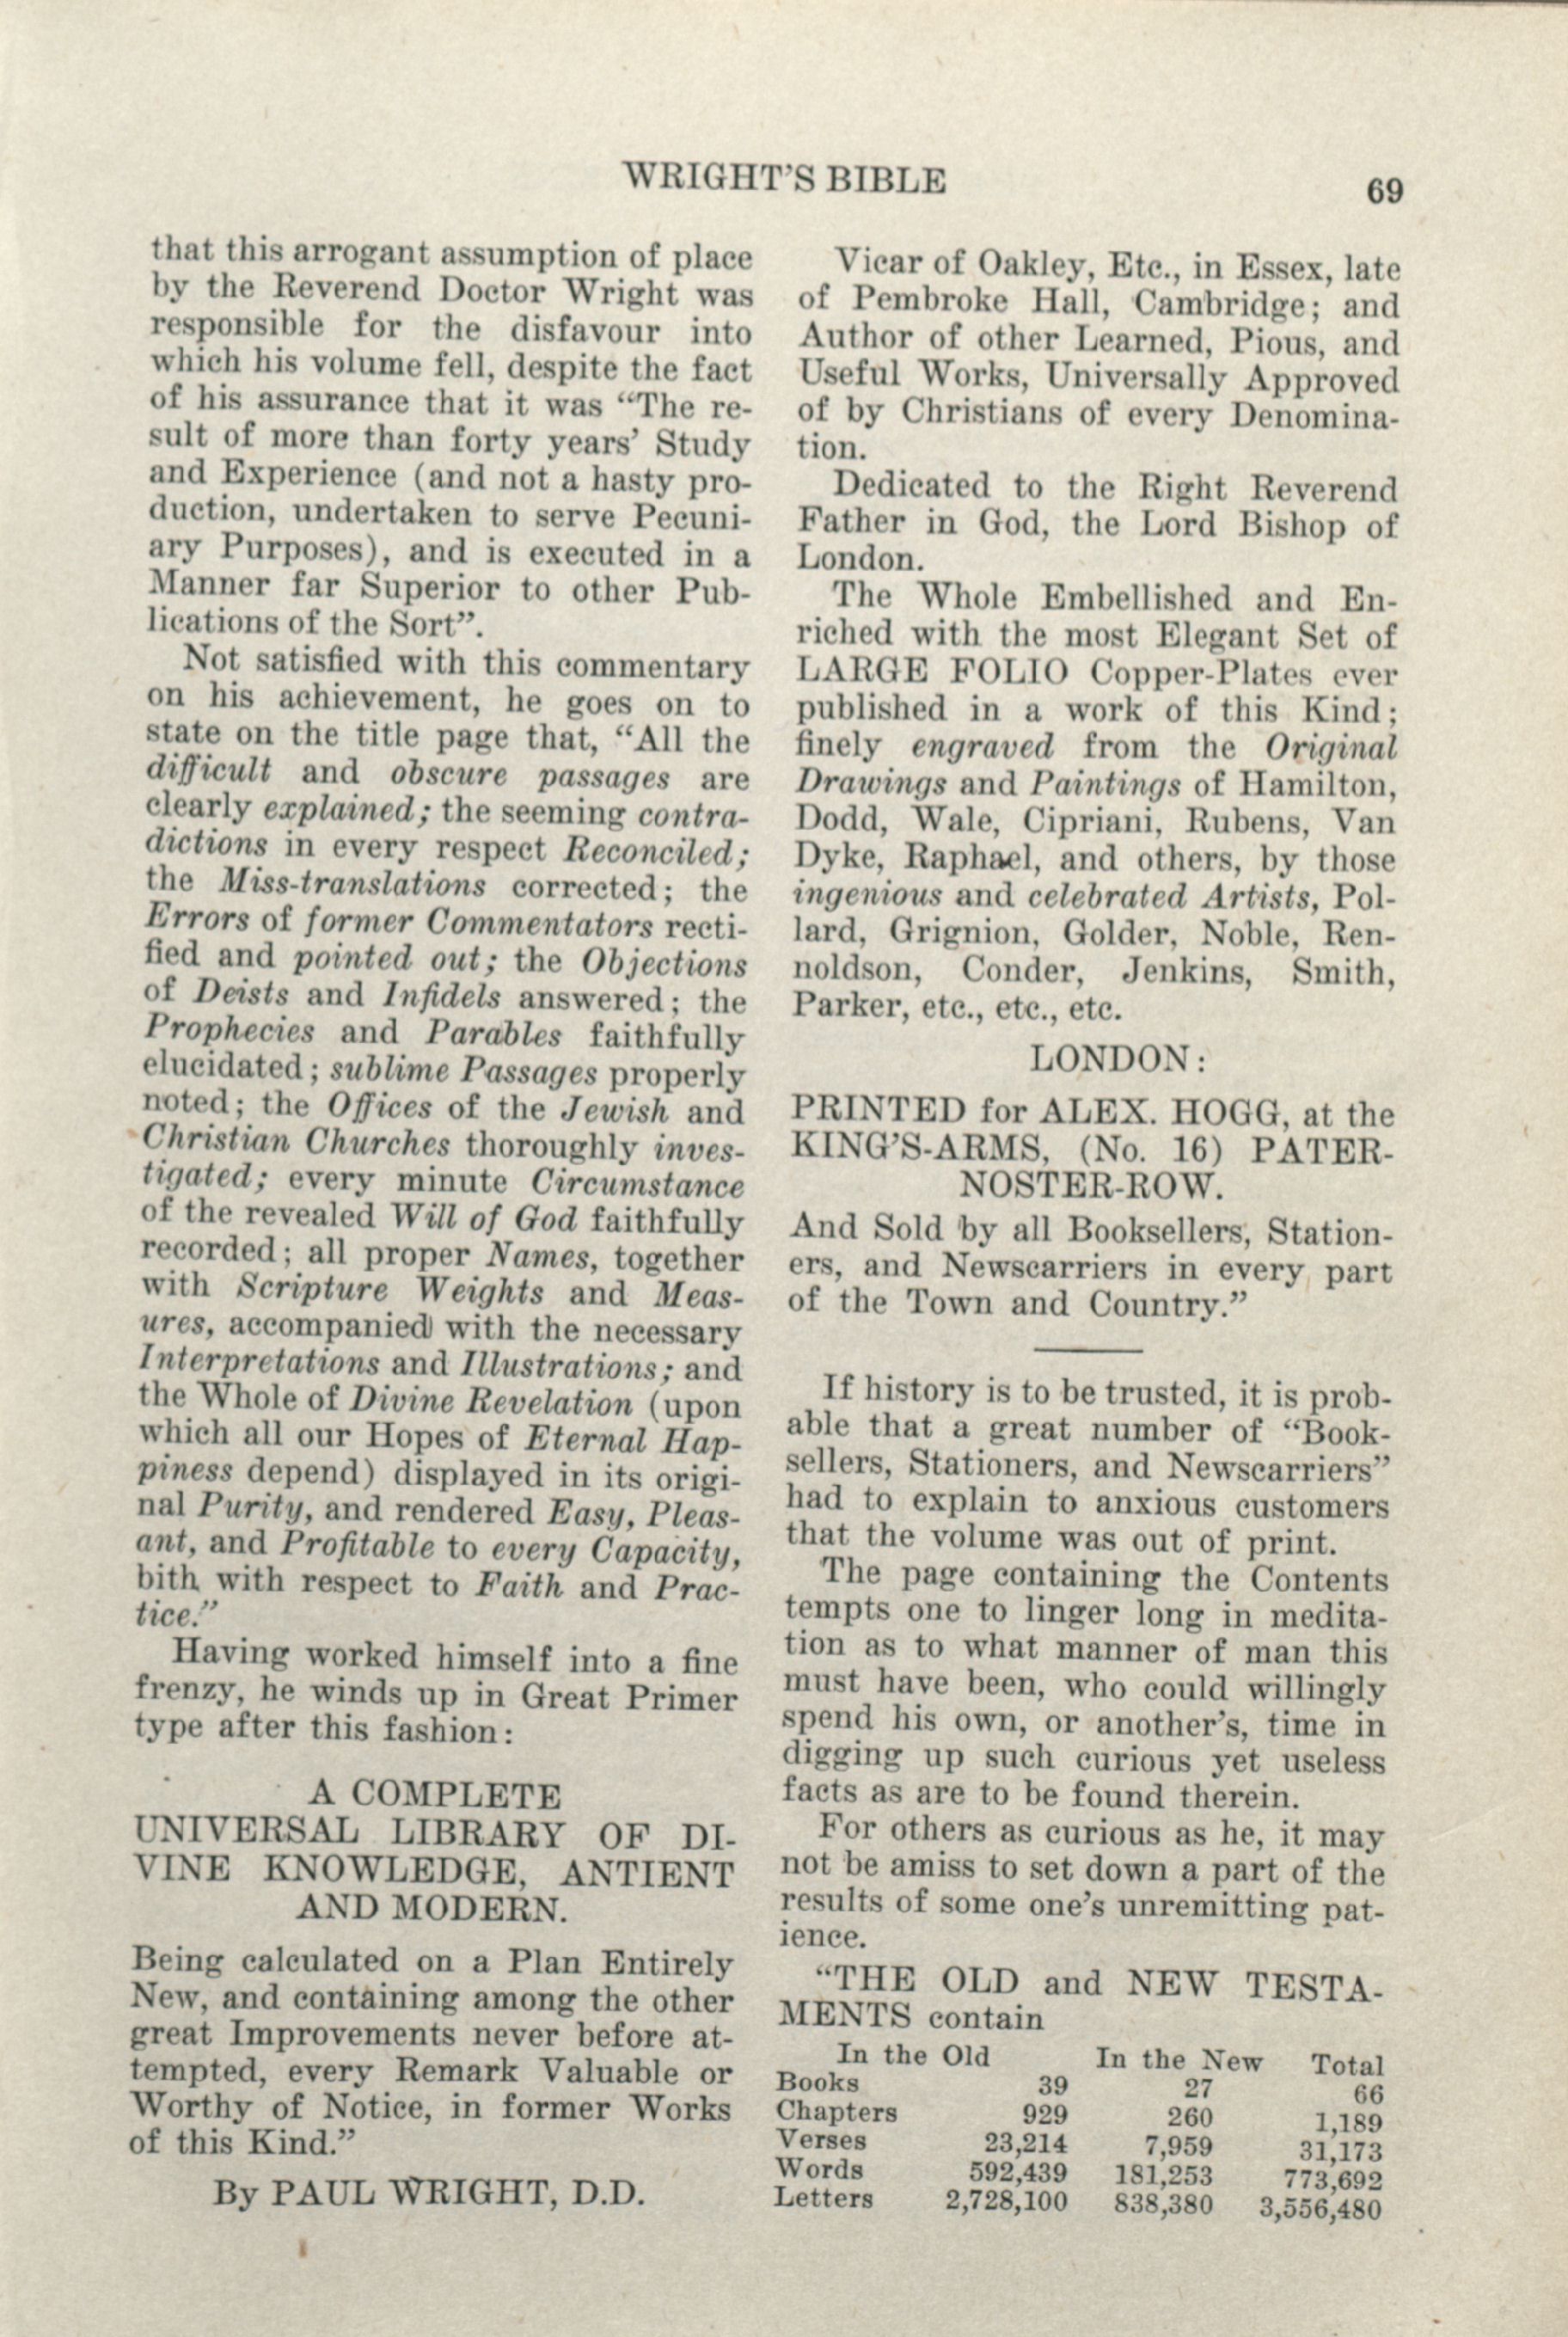 WRIGHT'S BIBLE
69
that this arrogant assumption of place
by the Reverend Doctor Wright was
responsible for the disfavour into
which his volume fell, despite the fact
of his assurance that it was “The re-
sult of more than forty years' Study
and Experience (and not a hasty pro-
duction, undertaken to serve Pecuni-
ary Purposes), and is executed in a
Manner far Superior to other Pub-
lications of the Sort”.
Not satisfied with this commentary
on his achievement, he goes on to
state on the title page that, “All the
difficult and obscure passages are
clearly explained; the seeming contra-
dictions in every respect Reconciled;
the Miss-translations corrected; the
Errors of former Commentators recti-
fied and pointed out; the Objections
of Deists and Infidels answered; the
Prophecies and Parables faithfully
elucidated; sublime Passages properly
noted; the Offices of the Jewish and
Christian Churches thoroughly inves-
tigated; every minute Circumstance
of the revealed Will of God faithfully
recorded; all proper Names, together
with Scripture Weights and Meas-
ures, accompanied with the necessary
Interpretations and Illustrations; and
the Whole of Divine Revelation (upon
which all our Hopes of Eternal Hap-
piness depend) displayed in its origi-
nal Purity, and rendered Easy, Pleas-
ant, and Profitable to every Capacity,
bith with respect to Faith and Prac-
tice.”
Having worked himself into a fine
frenzy, he winds up in Great Primer
type after this fashion:
A COMPLETE
UNIVERSAL LIBRARY OF DI-
VINE KNOWLEDGE, ANTIENT
AND MODERN.
Being calculated on a Plan Entirely
New, and containing among the other
great Improvements never before at-
tempted, every Remark Valuable or
Worthy of Notice, in former Works
of this Kind.”
By PAUL WRIGHT, D.D.
Vicar of Oakley, Etc., in Essex, late
of Pembroke Hall, Cambridge; and
Author of other Learned, Pious, and
Useful Works, Universally Approved
of by Christians of every Denomina-
tion.
Dedicated to the Right Reverend
Father in God, the Lord Bishop of
London.
The Whole Embellished and En-
riched with the most Elegant Set of
LARGE FOLIO Copper-Plates ever
published in a work of this Kind;
finely engraved from the Original
Drawings and Paintings of Hamilton,
Dodd, Wale, Cipriani, Rubens, Van
Dyke, Raphael, and others, by those
ingenious and celebrated Artists, Pol-
lard, Grignion, Golder, Noble, Ren-
noldson, Conder, Jenkins, Smith,
Parker, etc., etc., etc.
LONDON:
PRINTED for ALEX. HOGG, at the
KING'S-ARMS, (No. 16) PATER-
NOSTER-ROW.
And Sold by all Booksellers, Station-
ers, and Newscarriers in every part
of the Town and Country.”
If history is to be trusted, it is prob-
able that a great number of “Book-
sellers, Stationers, and Newscarriers”
had to explain to anxious customers
that the volume was out of print.
The page containing the Contents
tempts one to linger long in medita-
tion as to what manner of man this
must have been, who could willingly
spend his own, or another's, time in
digging up such curious yet useless
facts as are to be found therein.
For others as curious as he, it may
not be amiss to set down a part of the
results of some one's unremitting pat-
ience.
“THE OLD and NEW TESTA-
MENTS contain
In the Old In the New Total
Books 39 27 66
Chapters 929 260 1,189
Verses 23,214 7,959 31,173
Words 592,439 181,253 773,692
Letters 2,728,100 838,380 3,556,480